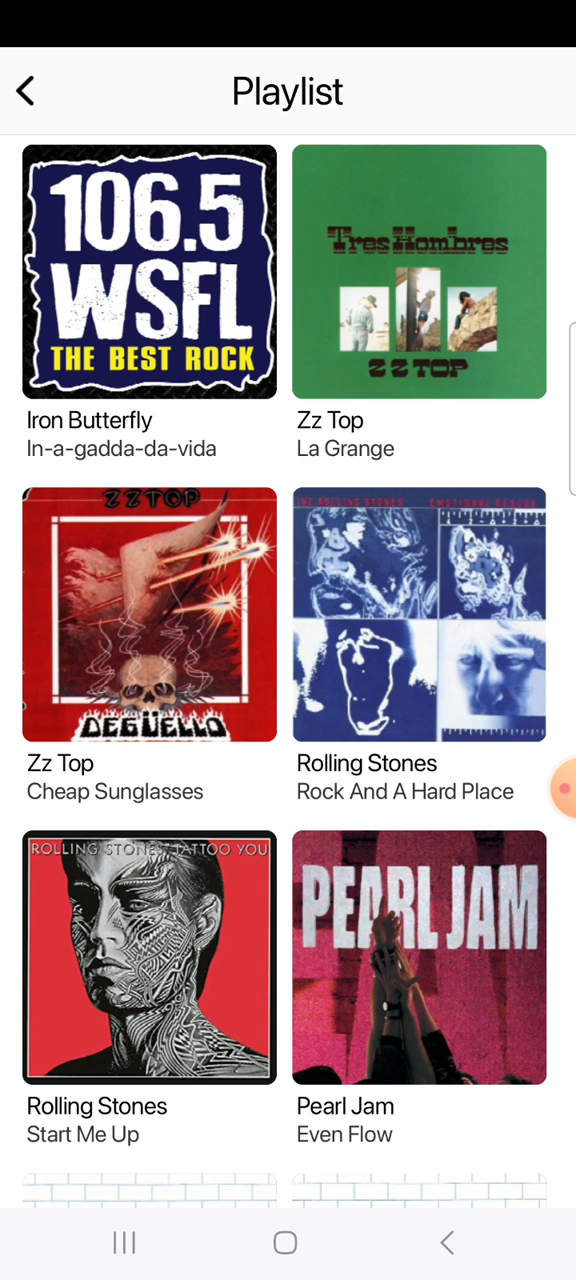 Playlist
106.5
WSFL
THE BEST ROCK
Iron Butterfly
In-a-gadda-da-vida
Tres Hombres
ZZ TOP
Zz Top
La Grange
ZZ TOP
DEGUELLO
Zz Top
Cheap Sunglasses
THE ROLLING STONES EMOTIONAL RESCUE
Rolling Stones
Rock And A Hard Place
ROLLING STONES TATTOO YOU
Rolling Stones
Start Me Up
PEARL JAM
Pearl Jam
Even Flow